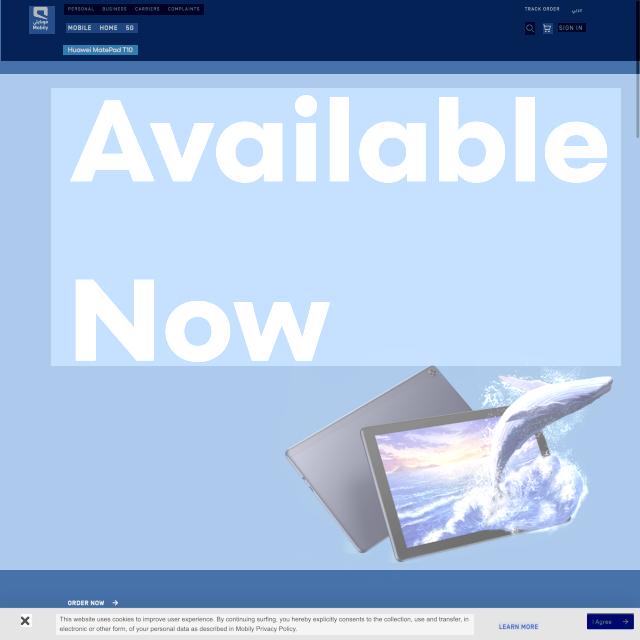 PERSONAL BUSINESS CARRIERS COMPLAINTS
TRACK ORDER عربي
موبايلي
Mobily
MOBILE HOME 5G
SIGN IN
Huawei MatePad T10
Available
Now
ORDER NOW
This website uses cookies to improve user experience. By continuing surfing, you hereby explicitly consents to the collection, use and transfer, in
electronic or other form, of your personal data as described in Mobily Privacy Policy.
LEARN MORE
I Agree